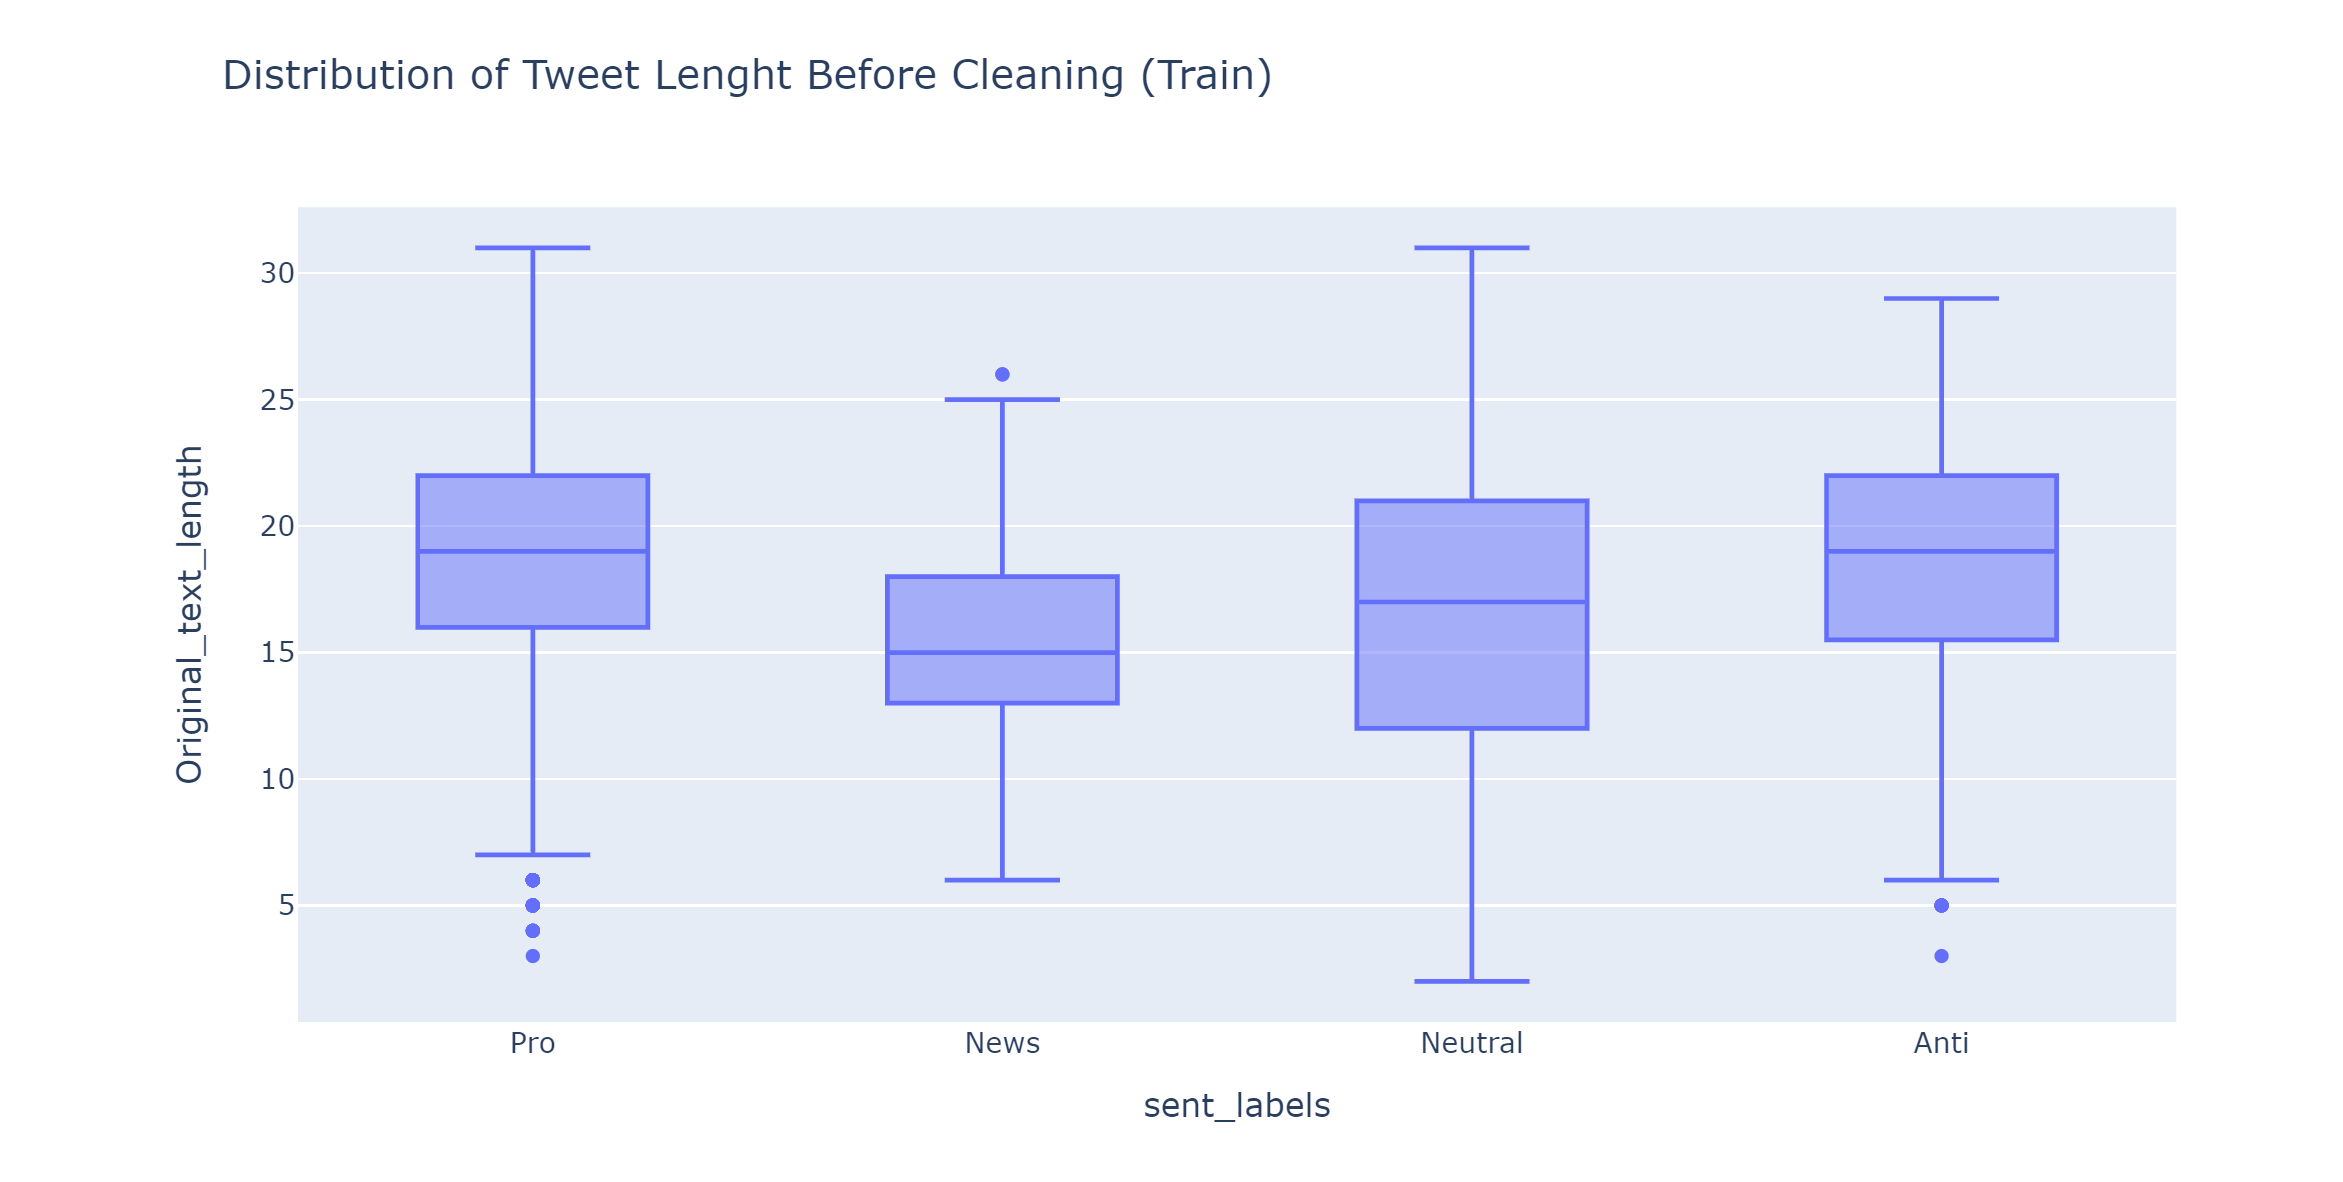 Distribution of Tweet Lenght Before Cleaning (Train)
Original_text_length
30
25
20
15
10
5
Pro
News
Neutral
Anti
sent_labels